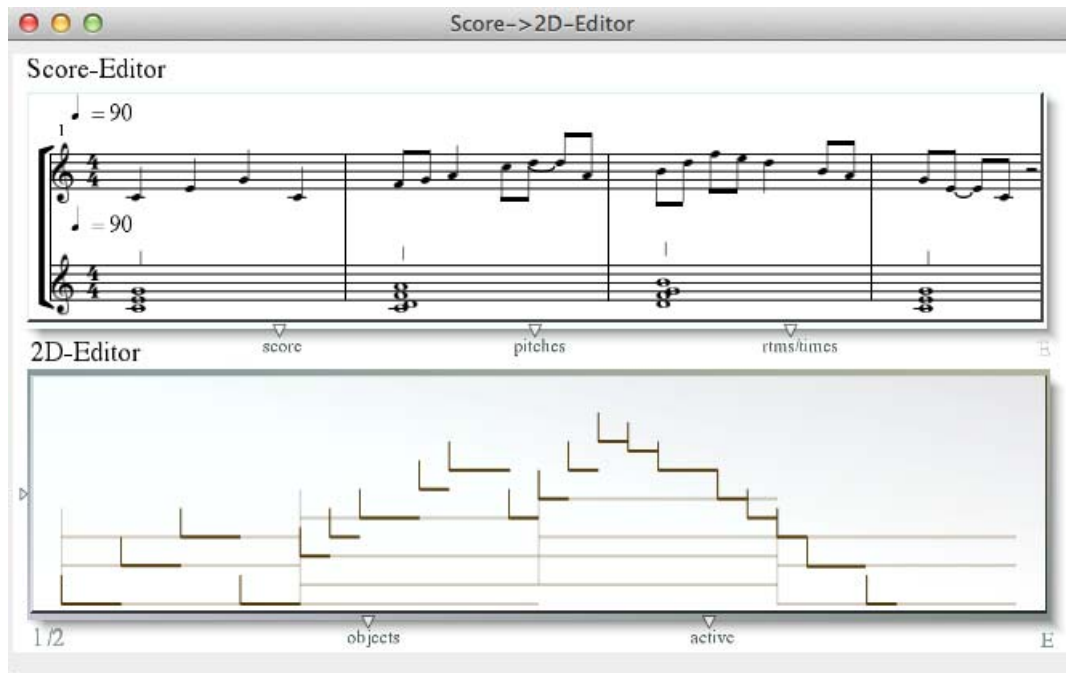 Score->2D-Editor
Score-Editor
= 90
1
4
4
= 90
4
4
score pitches rtms/times E
2D-Editor
1/2 objects active E